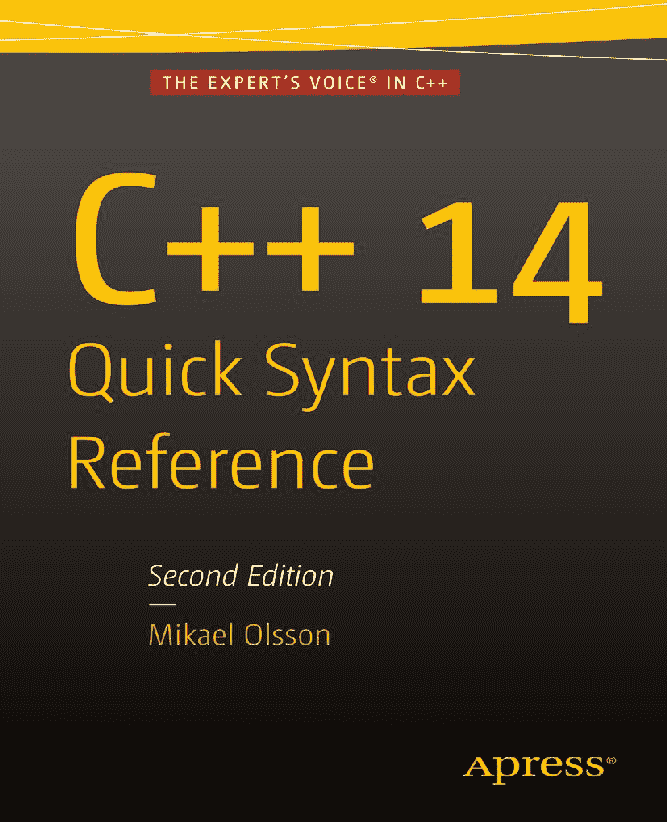 THE EXPERT'S VOICE® IN C++
C++ 14
Quick Syntax
Reference
Second Edition
Mikael Olsson
Apress®